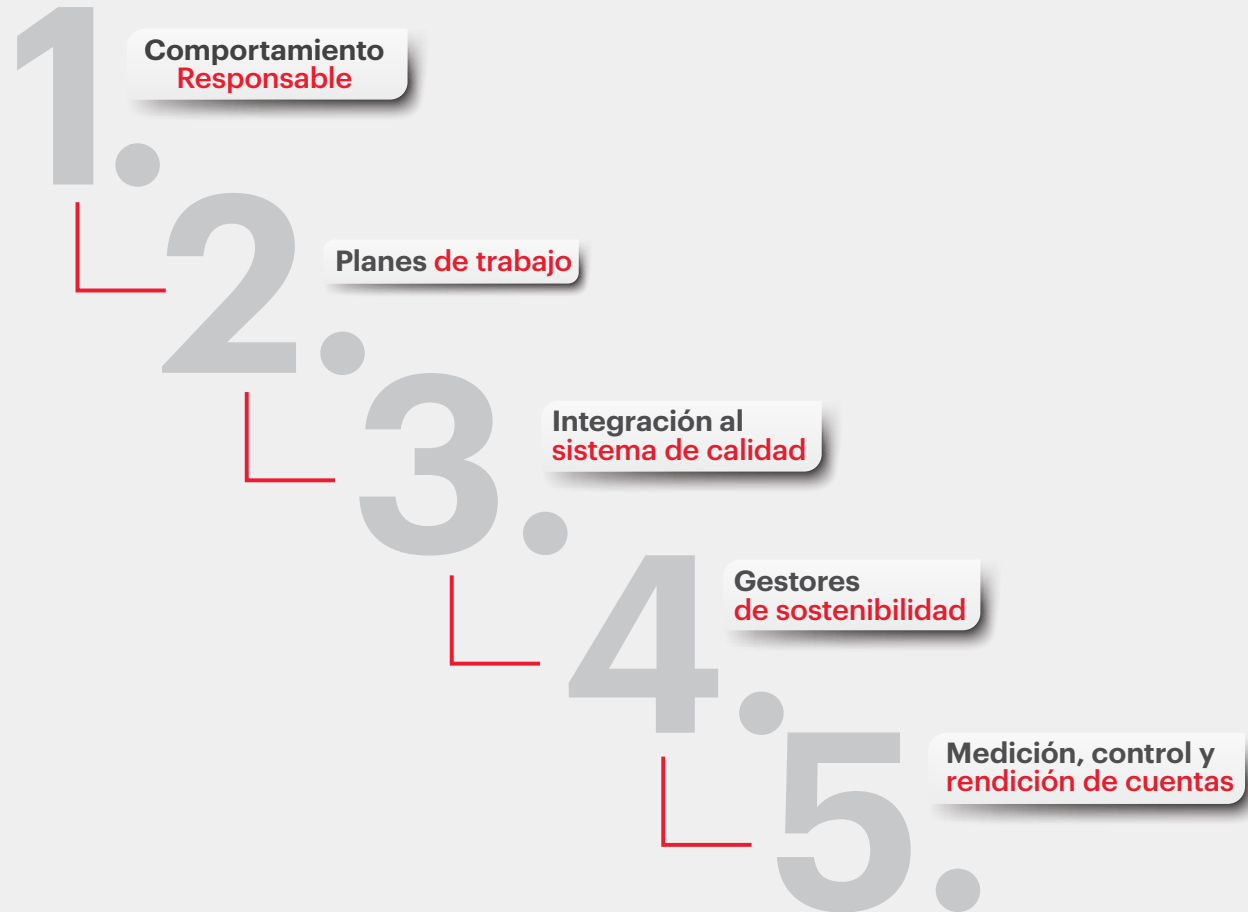 1.
Comportamiento
Responsable
2.
Planes de trabajo
3.
Integración al
sistema de calidad
4.
Gestores
de sostenibilidad
5.
Medición, control y
rendición de cuentas